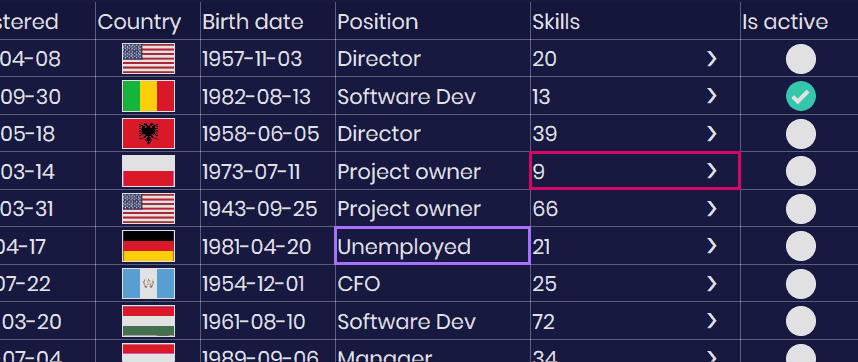 stered Country Birth date Position Skills Is active
04-08 1957-11-03 Director 20
09-30 1982-08-13 Software Dev 13
05-18 1958-06-05 Director 39
03-14 1973-07-11 Project owner 9
03-31 1943-09-25 Project owner 66
04-17 1981-04-20 Unemployed 21
07-22 1954-12-01 CFO 25
03-20 1961-08-10 Software Dev 72
07-04 1989-09-06 Manager 34